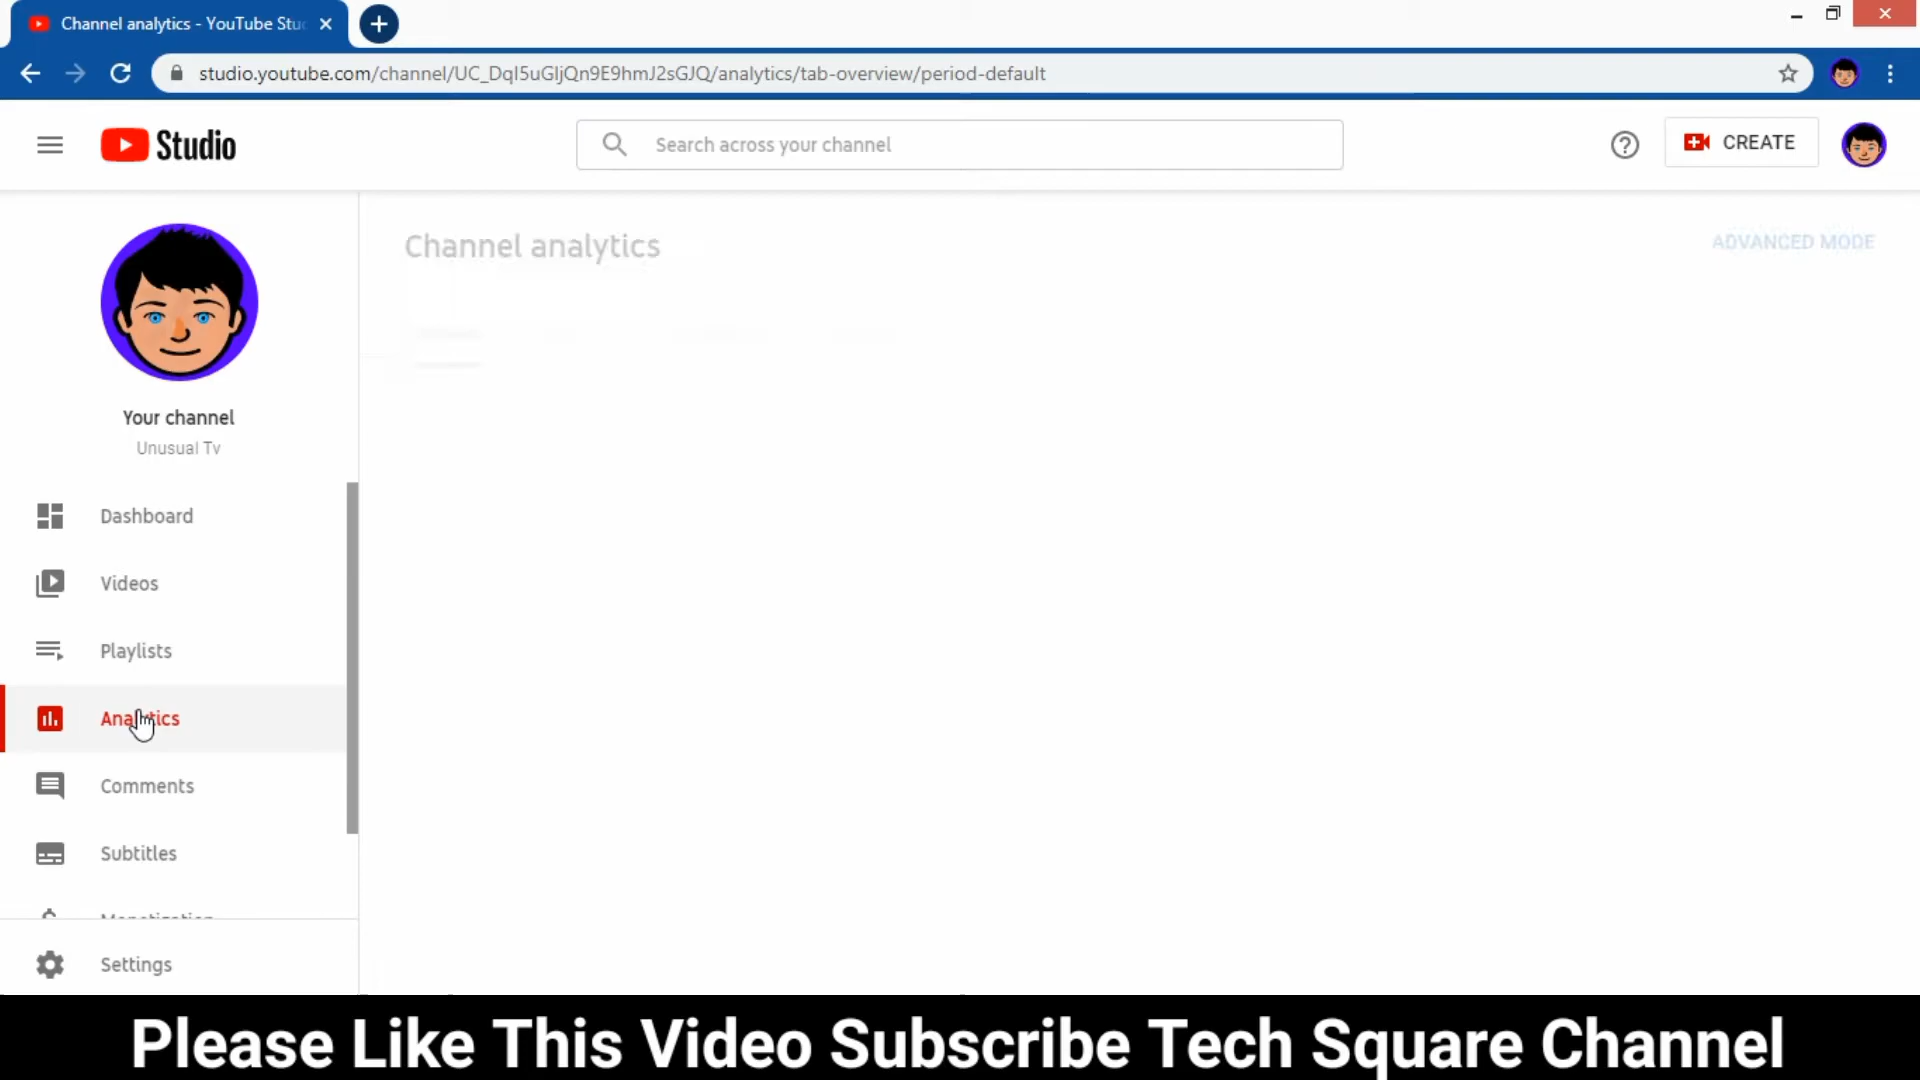 Channel analytics - YouTube Stu
studio.youtube.com/channel/UC_DqI5uGIjQn9E9hmJ2sGJQ/analytics/tab-overview/period-default
Studio
Search across your channel
CREATE
Channel analytics
ADVANCED MODE
Your channel
Unusual Tv
Dashboard
Videos
Playlists
Analytics
Comments
Subtitles
Monetization
Settings
Please Like This Video Subscribe Tech Square Channel